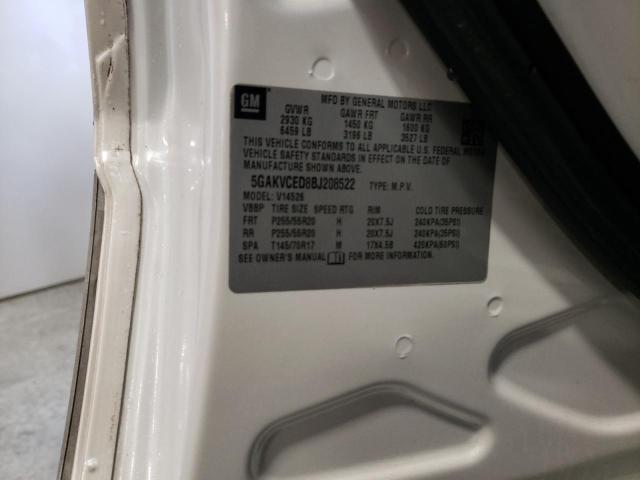 GM
MFD BY GENERAL MOTORS LLC
GVWR GAWR FRT GAWR RR
2930 KG 1450 KG 1600 KG
6459 LB 3196 LB 3527 LB
THIS VEHICLE CONFORMS TO ALL APPLICABLE U.S. FEDERAL MOTOR
VEHICLE SAFETY STANDARDS IN EFFECT ON THE DATE OF
MANUFACTURE SHOWN ABOVE.
5GAKVCED8BJ208522 TYPE: M.P.V.
MODEL: V14526
TIRE SIZE SPEED RTG RIM COLD TIRE PRESSURE
FRT P255/55R20 H 20X7.5J 240KPA(35PSI)
RR P255/55R20 H 20X7.5J 240KPA(35PSI)
SPA T145/70R17 M 17X4.5B 420KPA(60PSI)
SEE OWNER'S MANUAL FOR MORE INFORMATION.